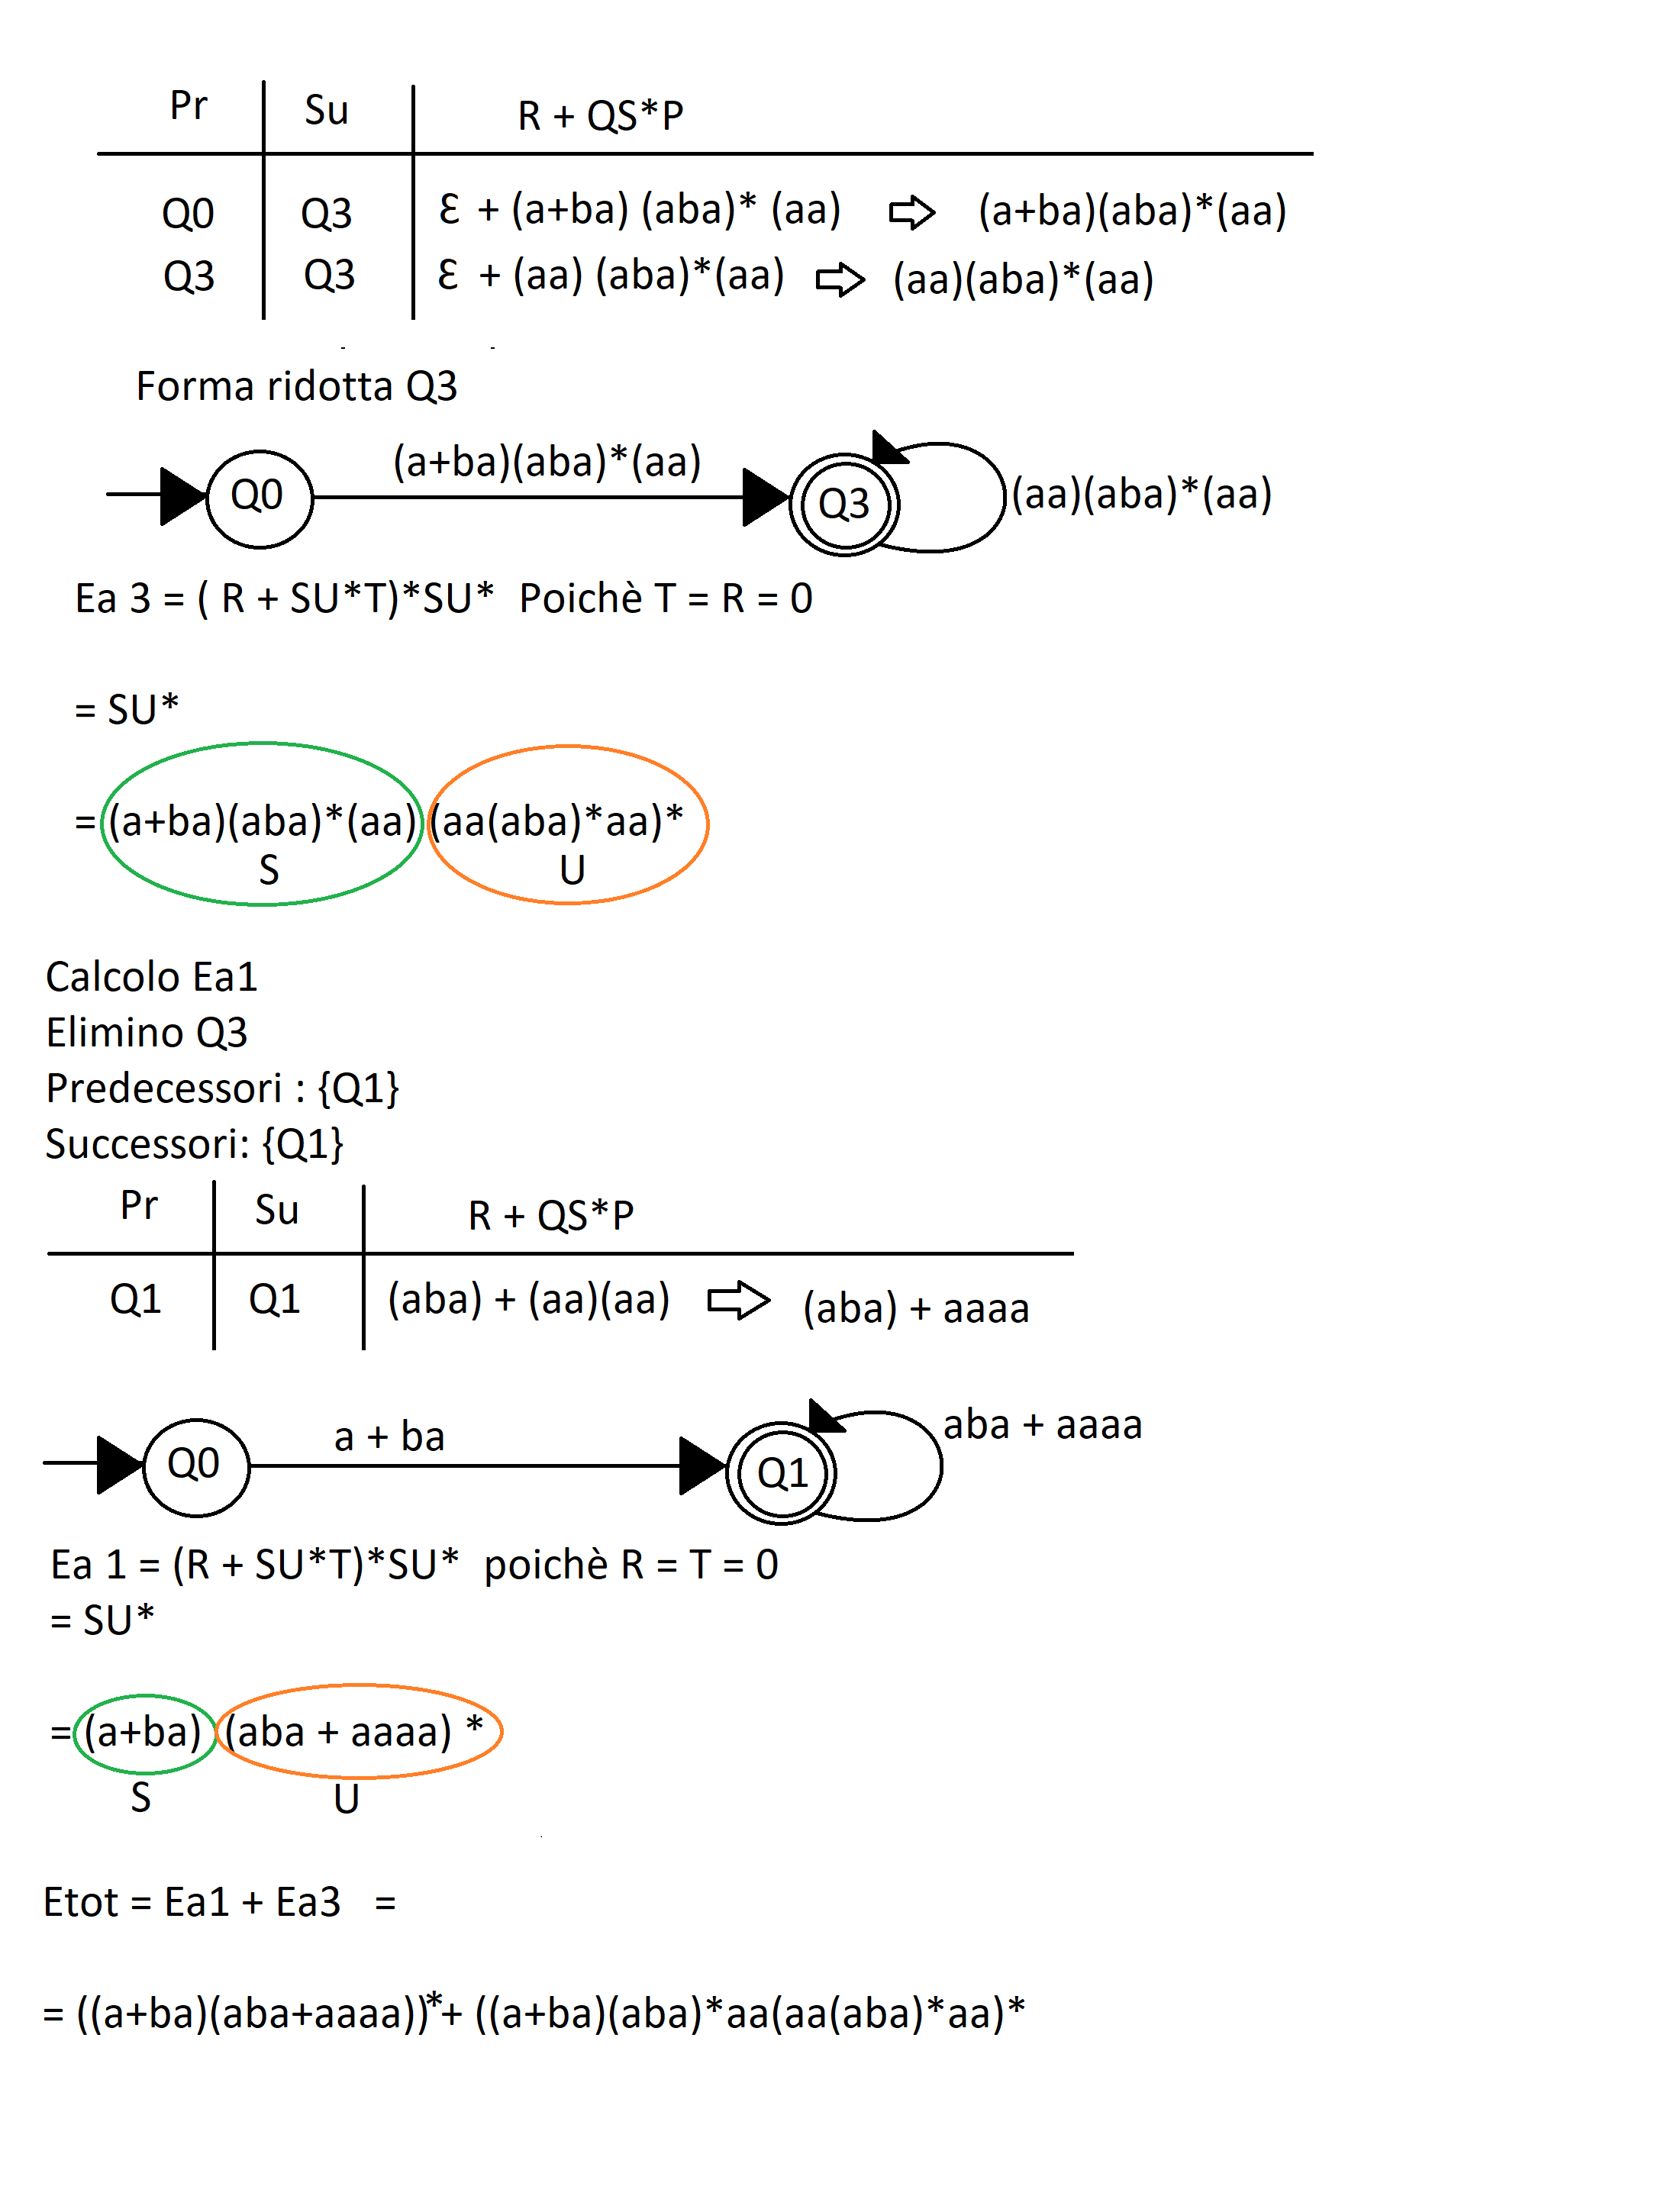 Pr Su R + QS*P
Q0 Q3 Ɛ + (a+ba) (aba)* (aa) ⇨ (a+ba)(aba)*(aa)
Q3 Q3 Ɛ + (aa) (aba)*(aa) ⇨ (aa)(aba)*(aa)
Forma ridotta Q3
(a+ba)(aba)*(aa)
Q0 Q3 (aa)(aba)*(aa)
Ea 3 = ( R + SU*T)*SU* Poichè T = R = 0
= SU*
= (a+ba)(aba)*(aa) (aa(aba)*aa)*
S U
Calcolo Ea1
Elimino Q3
Predecessori : {Q1}
Successori: {Q1}
Pr Su R + QS*P
Q1 Q1 (aba) + (aa)(aa) ⇨ (aba) + aaaa
a + ba aba + aaaa
Q0 Q1
Ea 1 = (R + SU*T)*SU* poichè R = T = 0
= SU*
= (a+ba) (aba + aaaa) *
S U
Etot = Ea1 + Ea3 =
= ((a+ba)(aba+aaaa))*+ ((a+ba)(aba)*aa(aa(aba)*aa)*